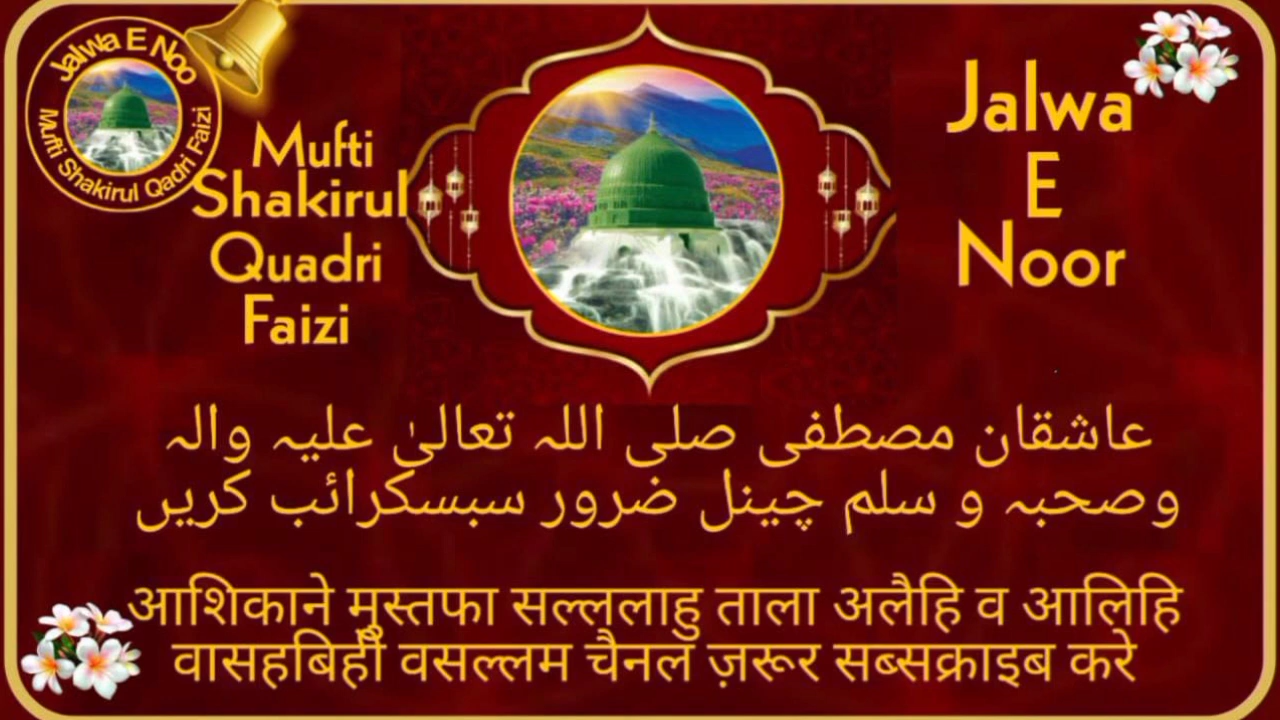 Jalwa E Noo
Mufti Shakirul Qadri Faizi
Mufti
Shakirul
Quadri
Faizi
Jalwa
E
Noor
عاشقان مصطفی صلی اللہ تعالیٰ علیہ والہ
وصحبہ و سلم چینل ضرور سبسکرائب کریں
आशिकाने मुस्तफा सल्ललाहु ताला अलैहि व आलिहि
वासहबिही वसल्लम चैनल ज़रूर सब्सक्राइब करे